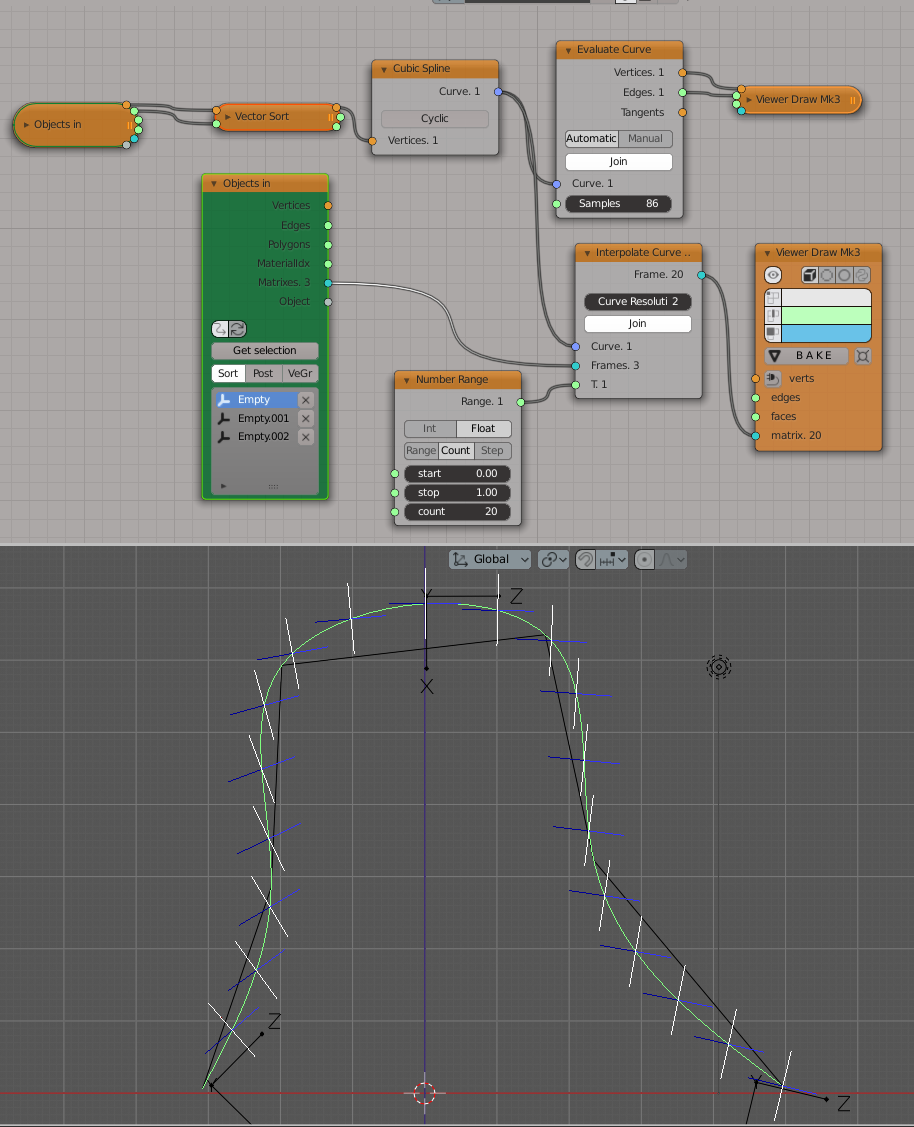 Objects in
Vector Sort
Cubic Spline
Curve. 1
Cyclic
Vertices. 1
Evaluate Curve
Vertices. 1
Edges. 1
Tangents
Automatic Manual
Join
Curve. 1
Samples 86
Viewer Draw Mk3
Objects in
Vertices
Edges
Polygons
MaterialIdx
Matrixes. 3
Object
Get selection
Sort Post VeGr
Empty
Empty.001
Empty.002
Number Range
Range. 1
Int Float
Range Count Step
start 0.00
stop 1.00
count 20
Interpolate Curve ..
Frame. 20
Curve Resoluti 2
Join
Curve. 1
Frames. 3
T. 1
Viewer Draw Mk3
BAKE
verts
edges
faces
matrix. 20
Global
Y Z
X
Z
Y Z